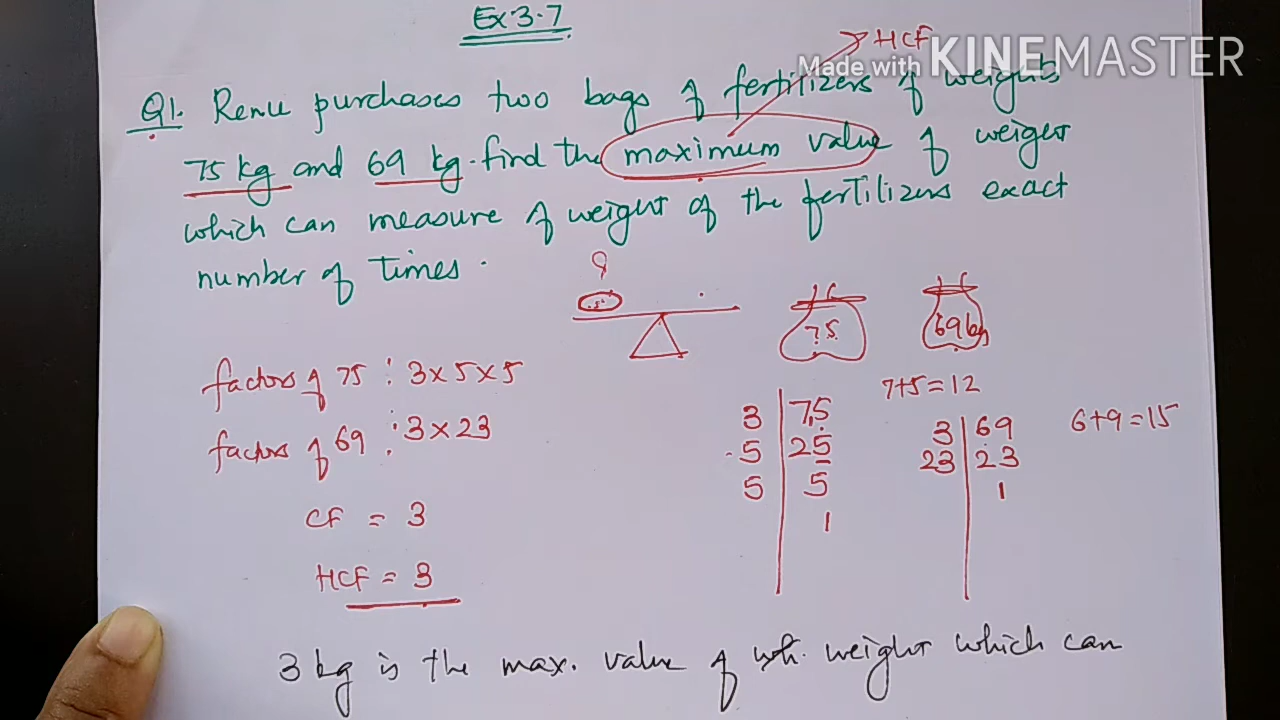 Ex 3.7
HCF
Made with KINEMASTER
Q1. Renu purchases two bags of fertilizers of weights
75 kg and 69 kg. find the maximum value of weight
which can measure of weight of the fertilizers exact
number of times.
?
75
69 kg
factors of 75 : 3×5×5
factors of 69 : 3×23
CF = 3
HCF = 3
7+5=12
3 | 75
5 | 25
5 | 5
1
6+9=15
3 | 69
23 | 23
1
3 kg is the max. value of weight which can